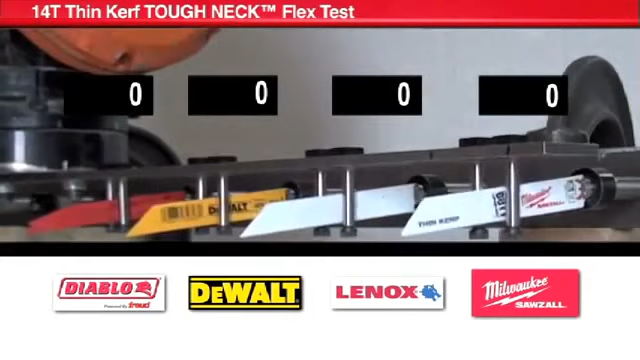 14T Thin Kerf TOUGH NECK™ Flex Test
0 0 0 0
DEWALT
THIN KERF
Milwaukee
SAWZALL
DIABLO
Powered by freud
DEWALT
LENOX
Milwaukee
SAWZALL